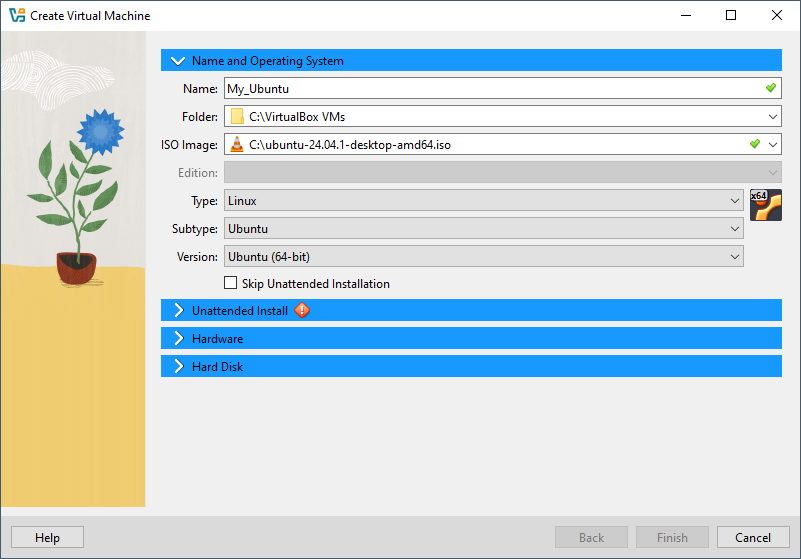 Create Virtual Machine
Name and Operating System
Name: My_Ubuntu
Folder: C:\VirtualBox VMs
ISO Image: C:\ubuntu-24.04.1-desktop-amd64.iso
Edition:
Type: Linux
x64
Subtype: Ubuntu
Version: Ubuntu (64-bit)
Skip Unattended Installation
Unattended Install
Hardware
Hard Disk
Help Back Finish Cancel